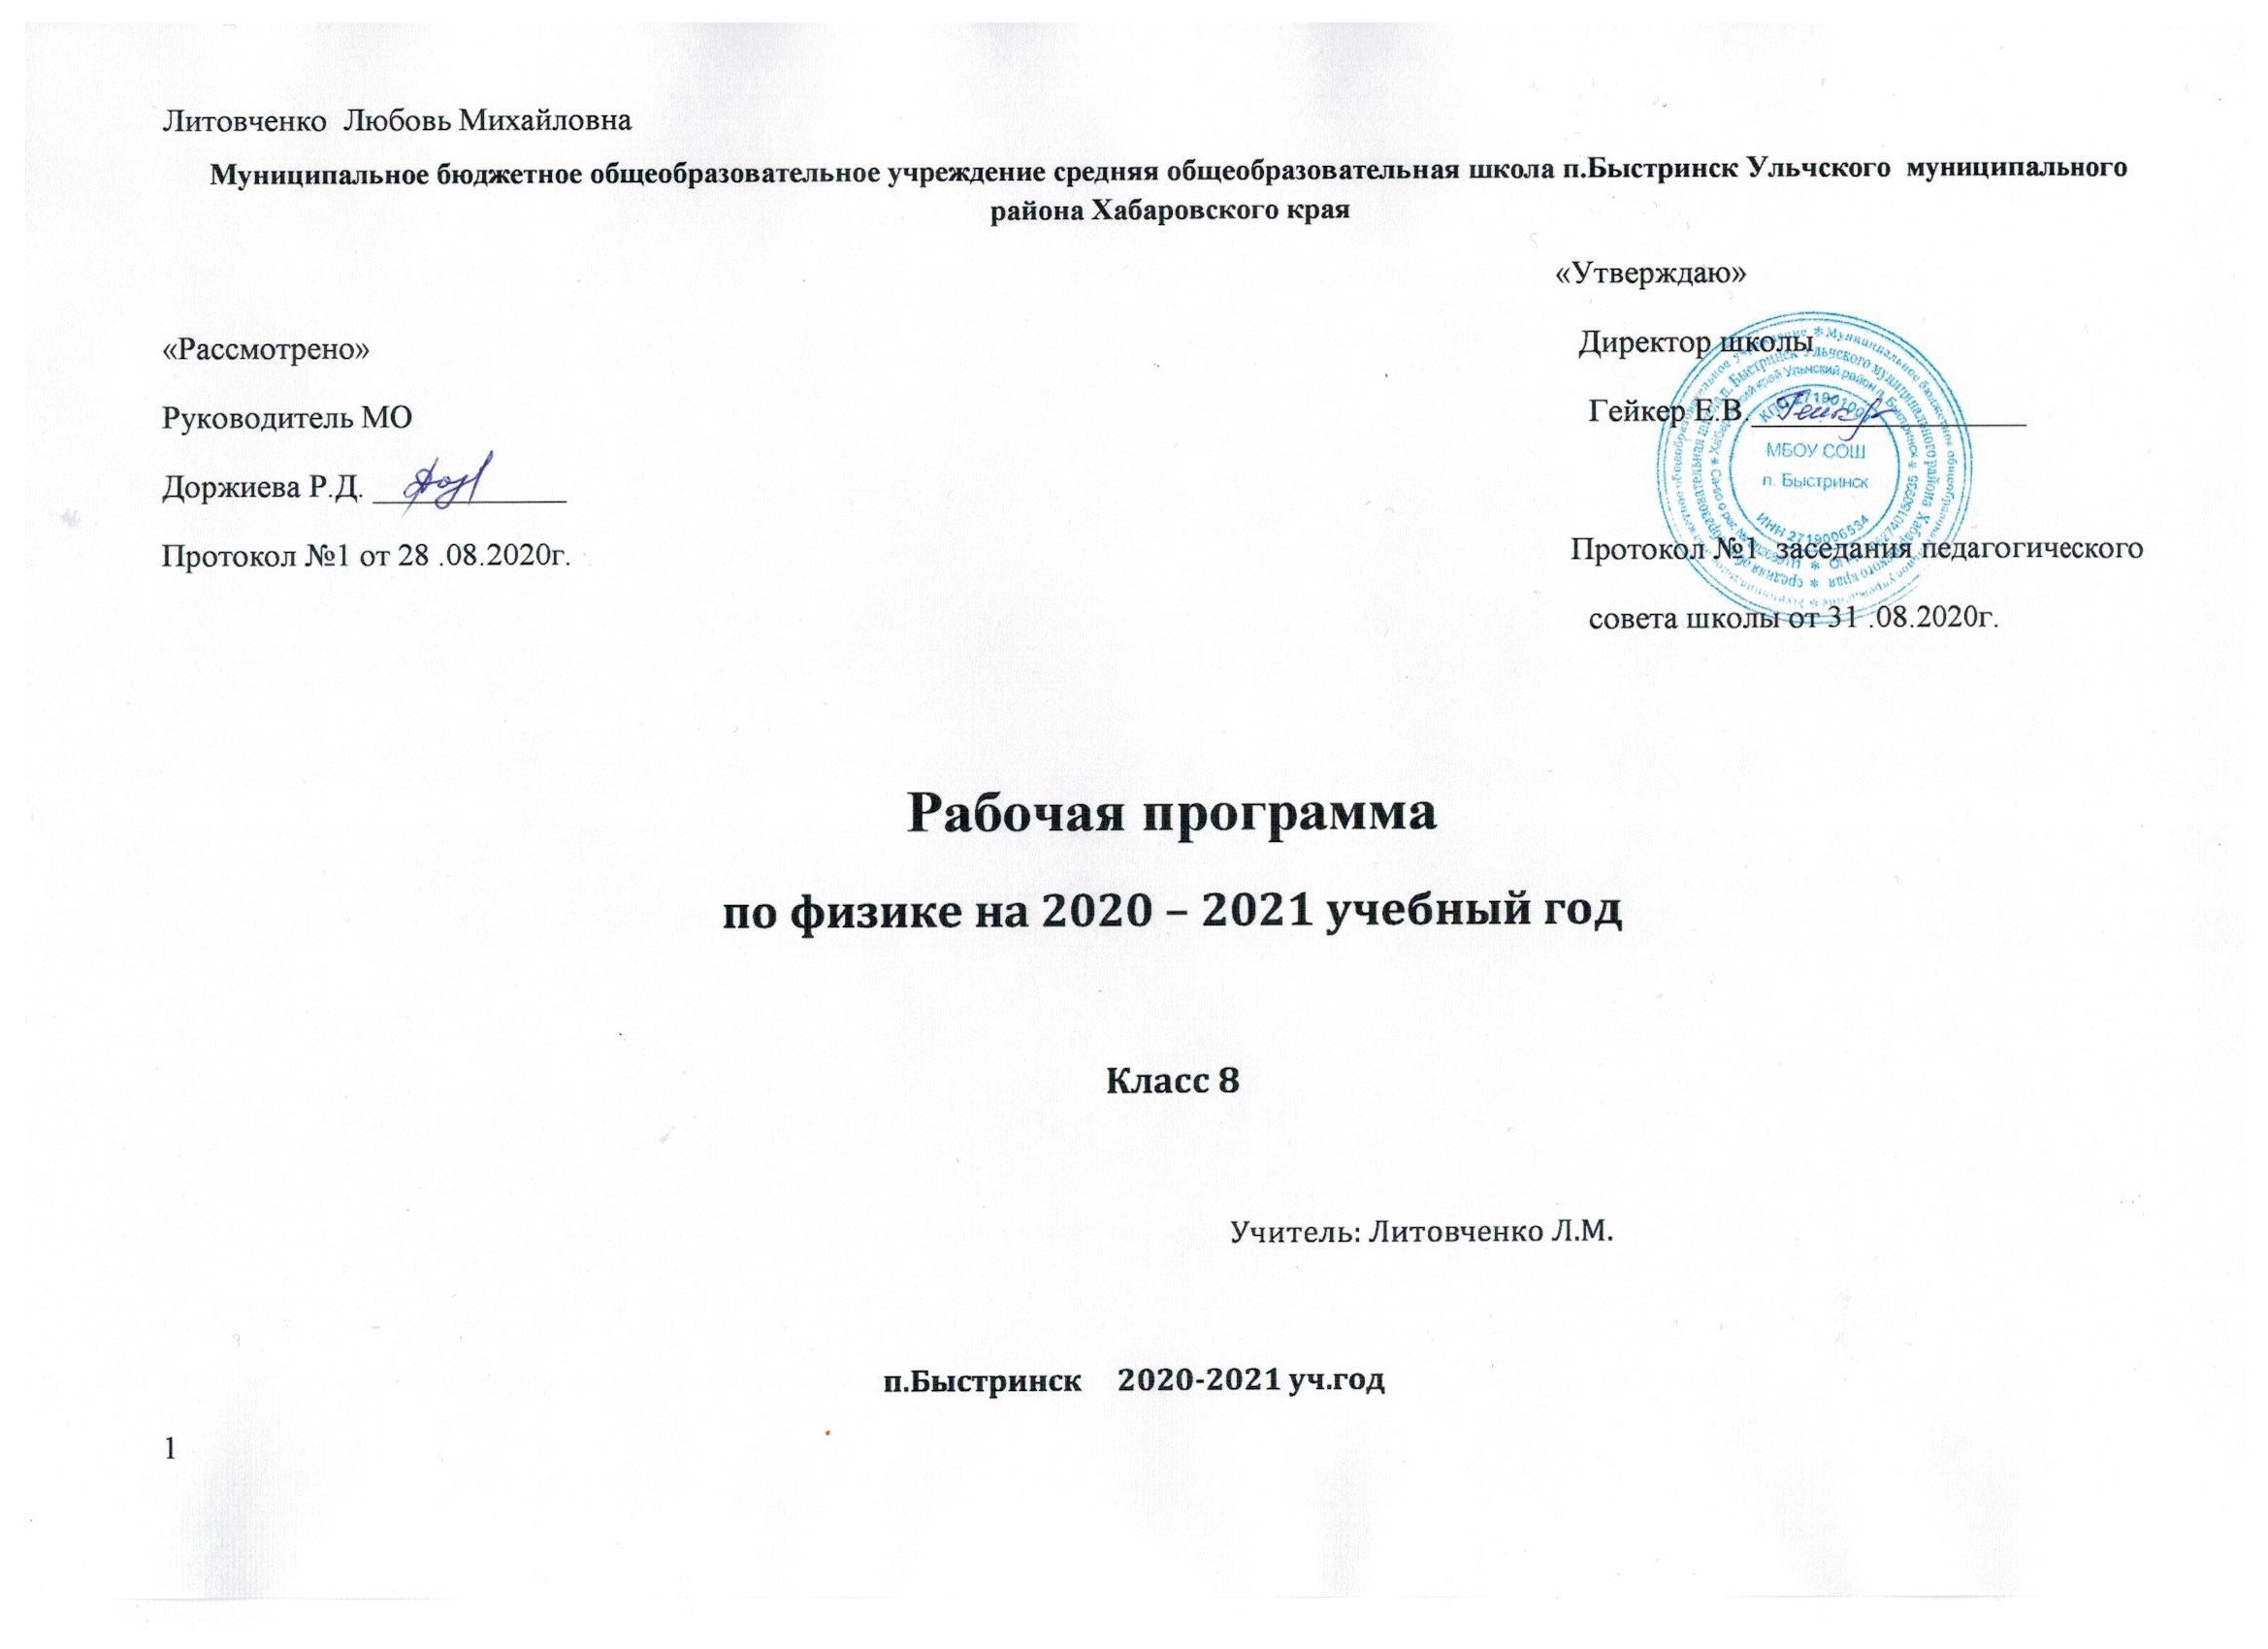 Литовченко  Любовь Михайловна
Муниципальное бюджетное общеобразовательное учреждение средняя общеобразовательная школа п.Быстринск Ульчского  муниципального
района Хабаровского края
«Утверждаю»
«Рассмотрено»
Директор школы
Руководитель МО
Гейкер Е.В.
Доржиева Р.Д.
Протокол №1 от 28 .08.2020г.
Протокол №1  заседания педагогического
совета школы от 31 .08.2020г.
МБОУ СОШ
п. Быстринск
ИНН 2719006534
Рабочая программа
по физике на 2020 – 2021 учебный год
Класс 8
Учитель: Литовченко Л.М.
п.Быстринск    2020-2021 уч.год
1